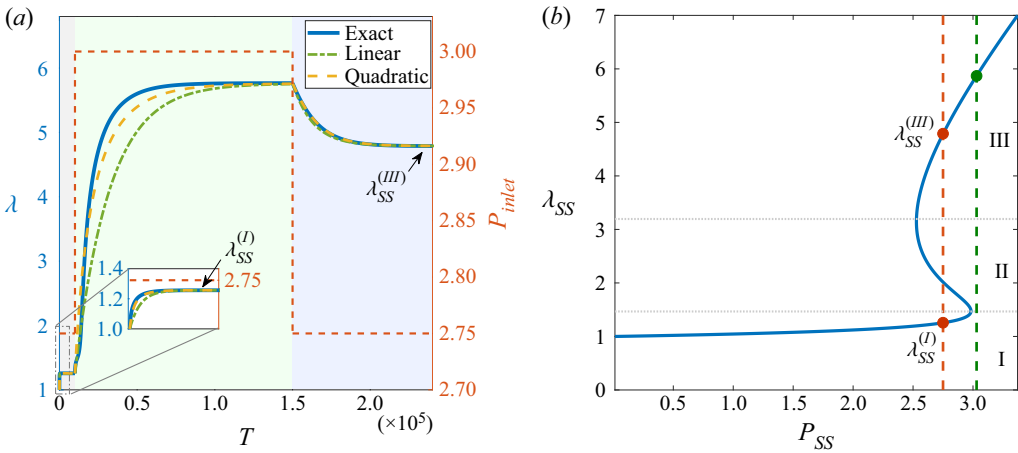 (a)
Exact
Linear
Quadratic
λ
6
5
4
3
2
1
P_inlet
3.00
2.95
2.90
2.85
2.80
2.75
2.70
λ_SS^(III)
λ_SS^(I)
1.4
1.2
1.0
2.75
0
0.5
1.0
1.5
(×10^5)
T
(b)
λ_SS
7
6
5
4
3
2
1
0
λ_SS^(III)
III
II
λ_SS^(I)
I
0.5
1.0
1.5
2.0
2.5
3.0
P_SS